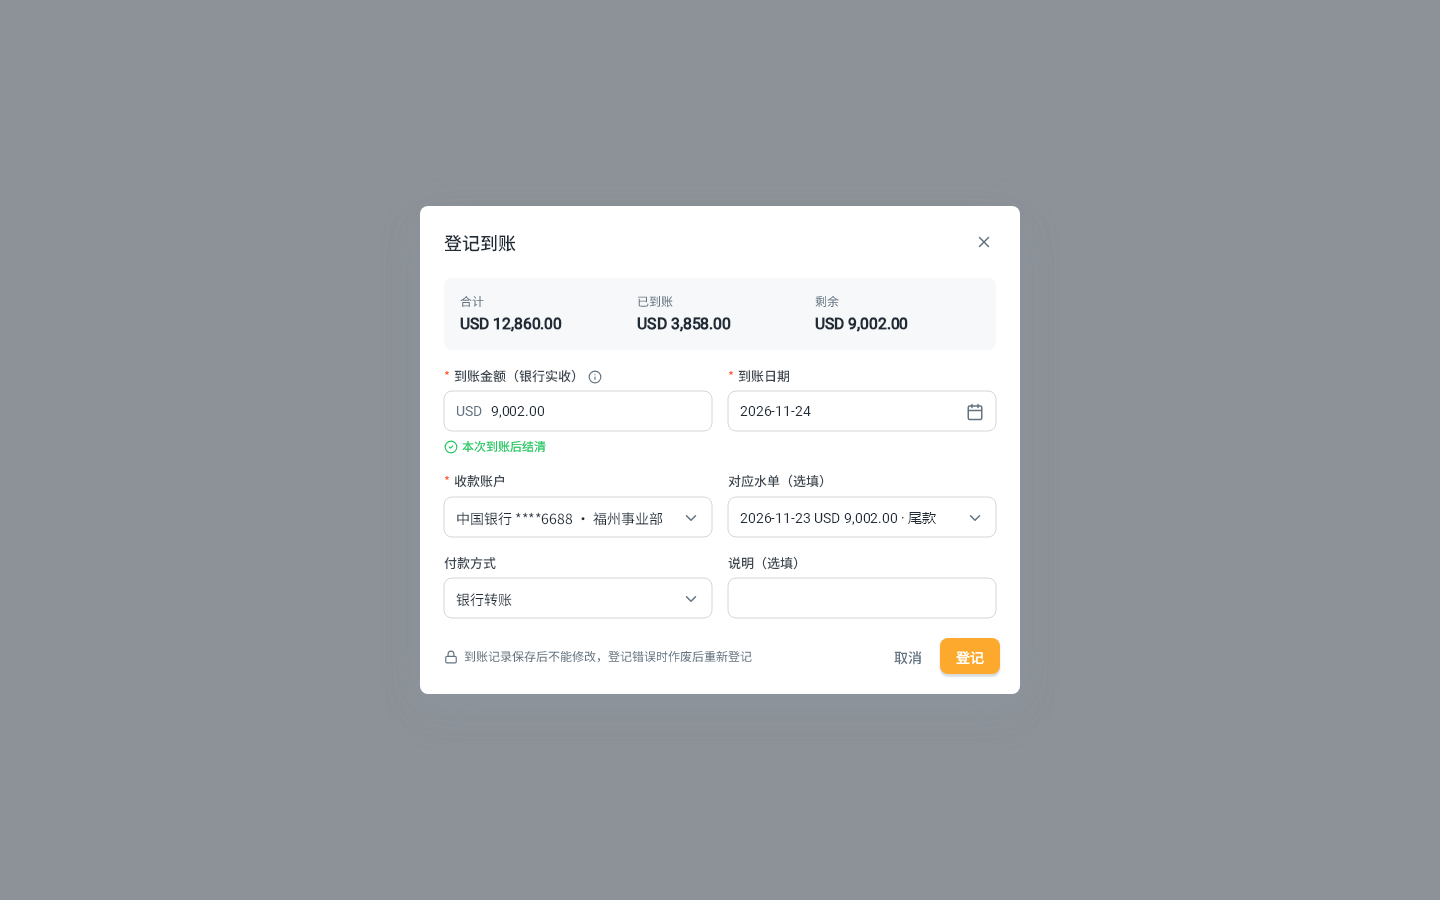 登记到账
合计 已到账 剩余
USD 12,860.00 USD 3,858.00 USD 9,002.00
* 到账金额（银行实收） * 到账日期
USD 9,002.00 2026-11-24
本次到账后结清
* 收款账户 对应水单（选填）
中国银行 ****6688 • 福州事业部 2026-11-23 USD 9,002.00 · 尾款
付款方式 说明（选填）
银行转账
到账记录保存后不能修改，登记错误时作废后重新登记 取消 登记